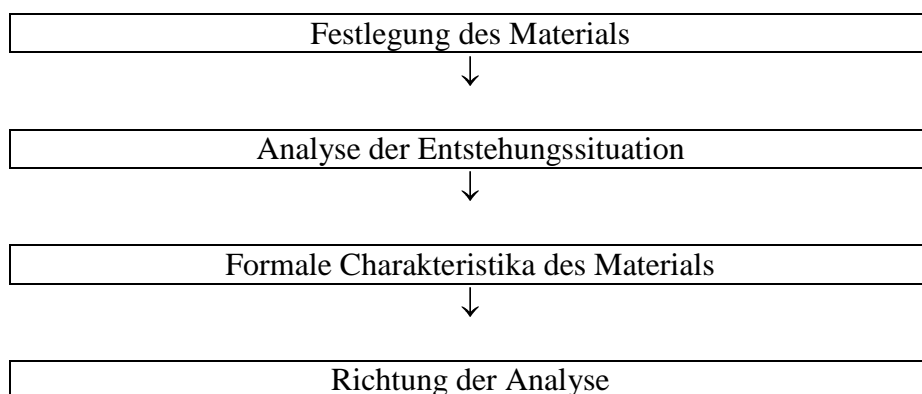 Festlegung des Materials
↓
Analyse der Entstehungssituation
↓
Formale Charakteristika des Materials
↓
Richtung der Analyse